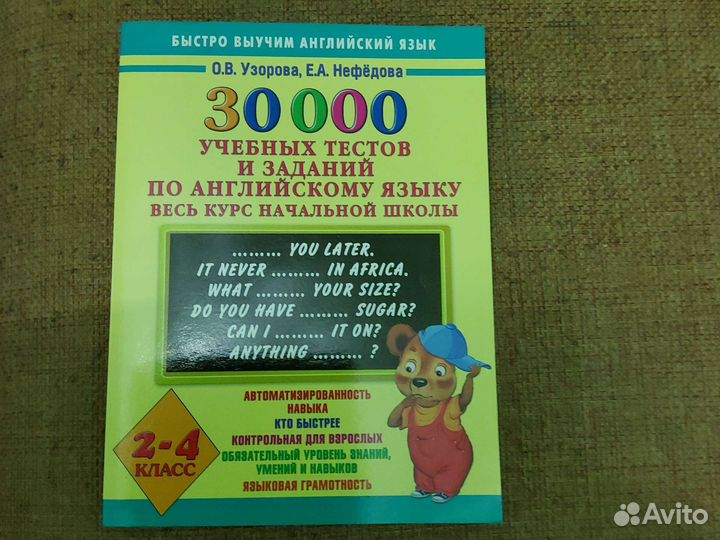 БЫСТРО ВЫУЧИМ АНГЛИЙСКИЙ ЯЗЫК
О.В. Узорова, Е.А. Нефёдова
30 000
УЧЕБНЫХ ТЕСТОВ
И ЗАДАНИЙ
ПО АНГЛИЙСКОМУ ЯЗЫКУ
ВЕСЬ КУРС НАЧАЛЬНОЙ ШКОЛЫ
.......... YOU LATER.
IT NEVER .......... IN AFRICA.
WHAT .......... YOUR SIZE?
DO YOU HAVE .......... SUGAR?
CAN I .......... IT ON?
ANYTHING .......... ?
АВТОМАТИЗИРОВАННОСТЬ
НАВЫКА
КТО БЫСТРЕЕ
КОНТРОЛЬНАЯ ДЛЯ ВЗРОСЛЫХ
ОБЯЗАТЕЛЬНЫЙ УРОВЕНЬ ЗНАНИЙ,
УМЕНИЙ И НАВЫКОВ
ЯЗЫКОВАЯ ГРАМОТНОСТЬ
2-4
КЛАСС
Avito